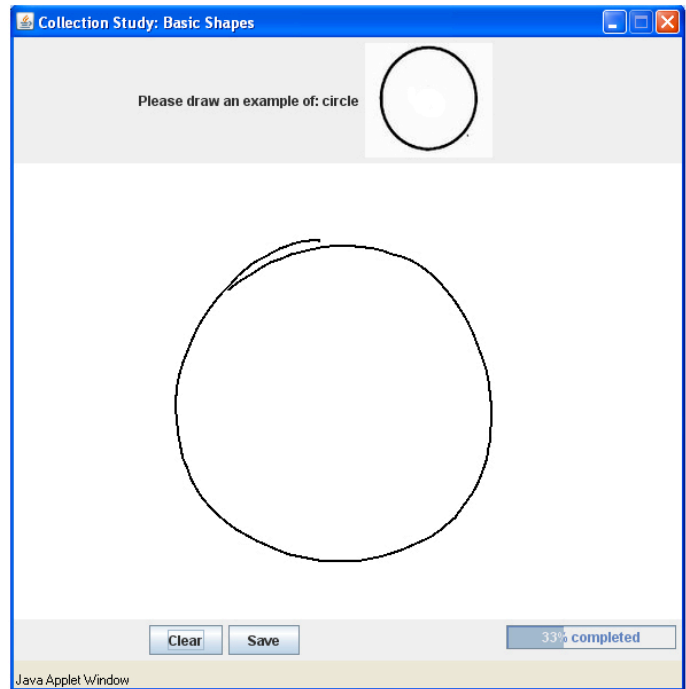 Collection Study: Basic Shapes
Please draw an example of: circle
Clear Save 33% completed
Java Applet Window